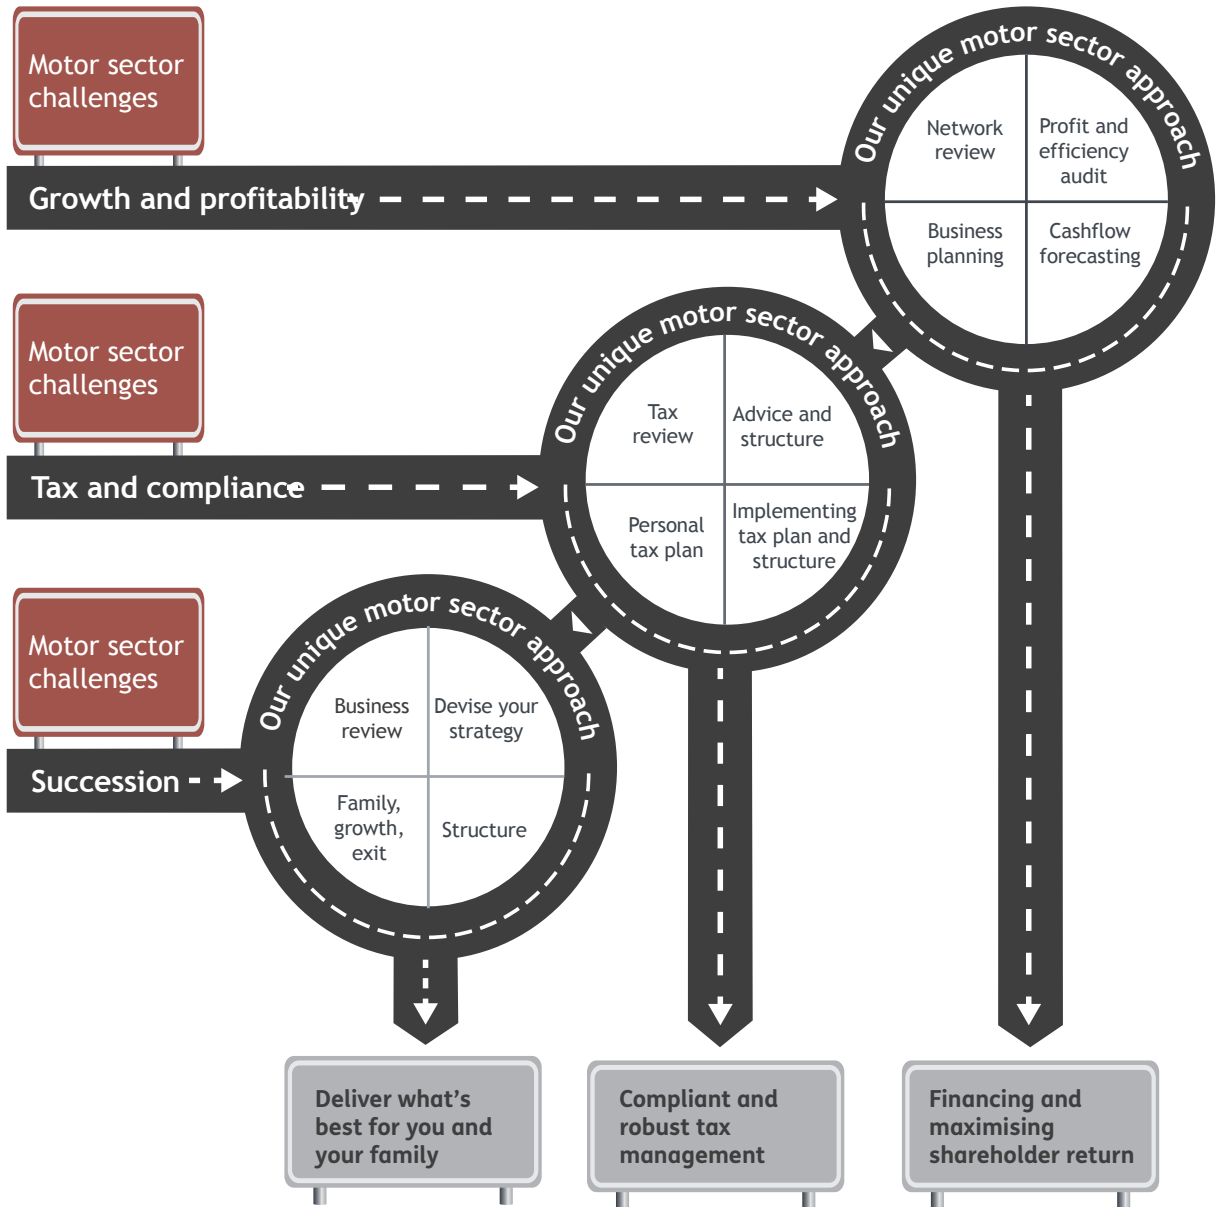 Motor sector
challenges
Growth and profitability
Our unique motor sector approach
Network
review
Profit and
efficiency
audit
Business
planning
Cashflow
forecasting
Motor sector
challenges
Tax and compliance
Our unique motor sector approach
Tax
review
Advice and
structure
Personal
tax plan
Implementing
tax plan and
structure
Motor sector
challenges
Succession
Our unique motor sector approach
Business
review
Devise your
strategy
Family,
growth,
exit
Structure
Deliver what’s
best for you and
your family
Compliant and
robust tax
management
Financing and
maximising
shareholder return